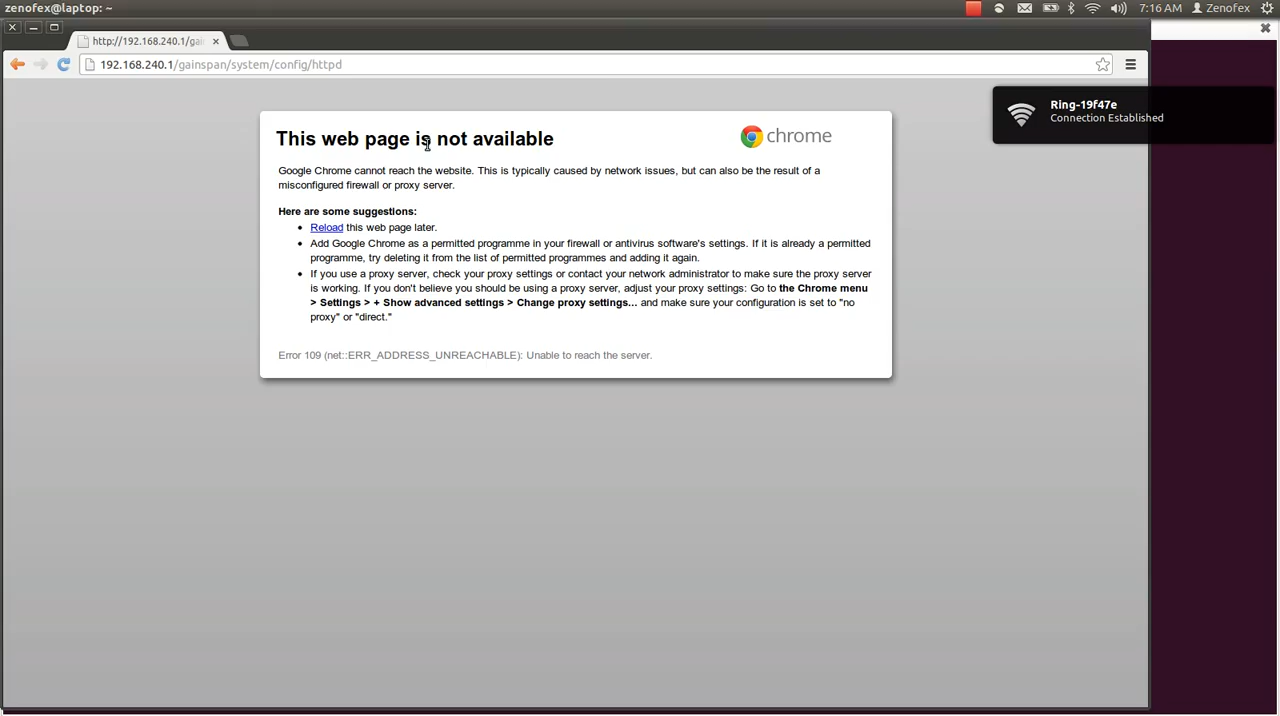 zenofex@laptop: ~
7:16 AM
Zenofex
http://192.168.240.1/gai
192.168.240.1/gainspan/system/config/httpd
Ring-19f47e
Connection Established
This web page is not available
chrome
Google Chrome cannot reach the website. This is typically caused by network issues, but can also be the result of a
misconfigured firewall or proxy server.
Here are some suggestions:
• Reload this web page later.
• Add Google Chrome as a permitted programme in your firewall or antivirus software's settings. If it is already a permitted
programme, try deleting it from the list of permitted programmes and adding it again.
• If you use a proxy server, check your proxy settings or contact your network administrator to make sure the proxy server
is working. If you don't believe you should be using a proxy server, adjust your proxy settings: Go to the Chrome menu
> Settings > + Show advanced settings > Change proxy settings... and make sure your configuration is set to "no
proxy" or "direct."
Error 109 (net::ERR_ADDRESS_UNREACHABLE): Unable to reach the server.